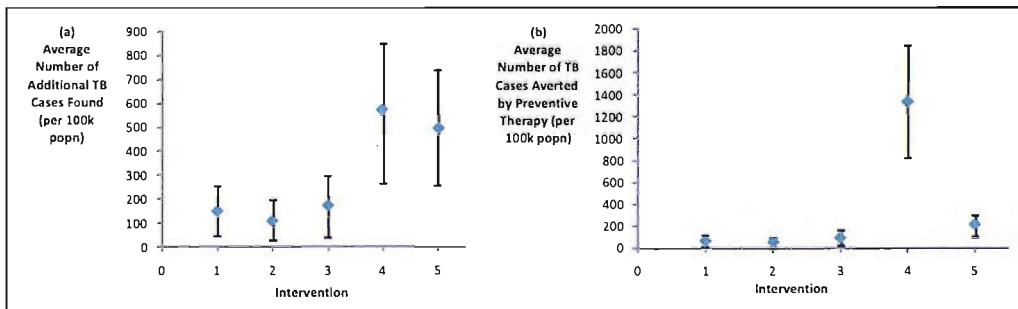 (a)
Average
Number of
Additional TB
Cases Found
(per 100k
popn)
900
800
700
600
500
400
300
200
100
0
0 1 2 3 4 5
Intervention
(b)
Average
Number of TB
Cases Averted
by Preventive
Therapy (per
100k popn)
2000
1800
1600
1400
1200
1000
800
600
400
200
0
0 1 2 3 4 5
Intervention